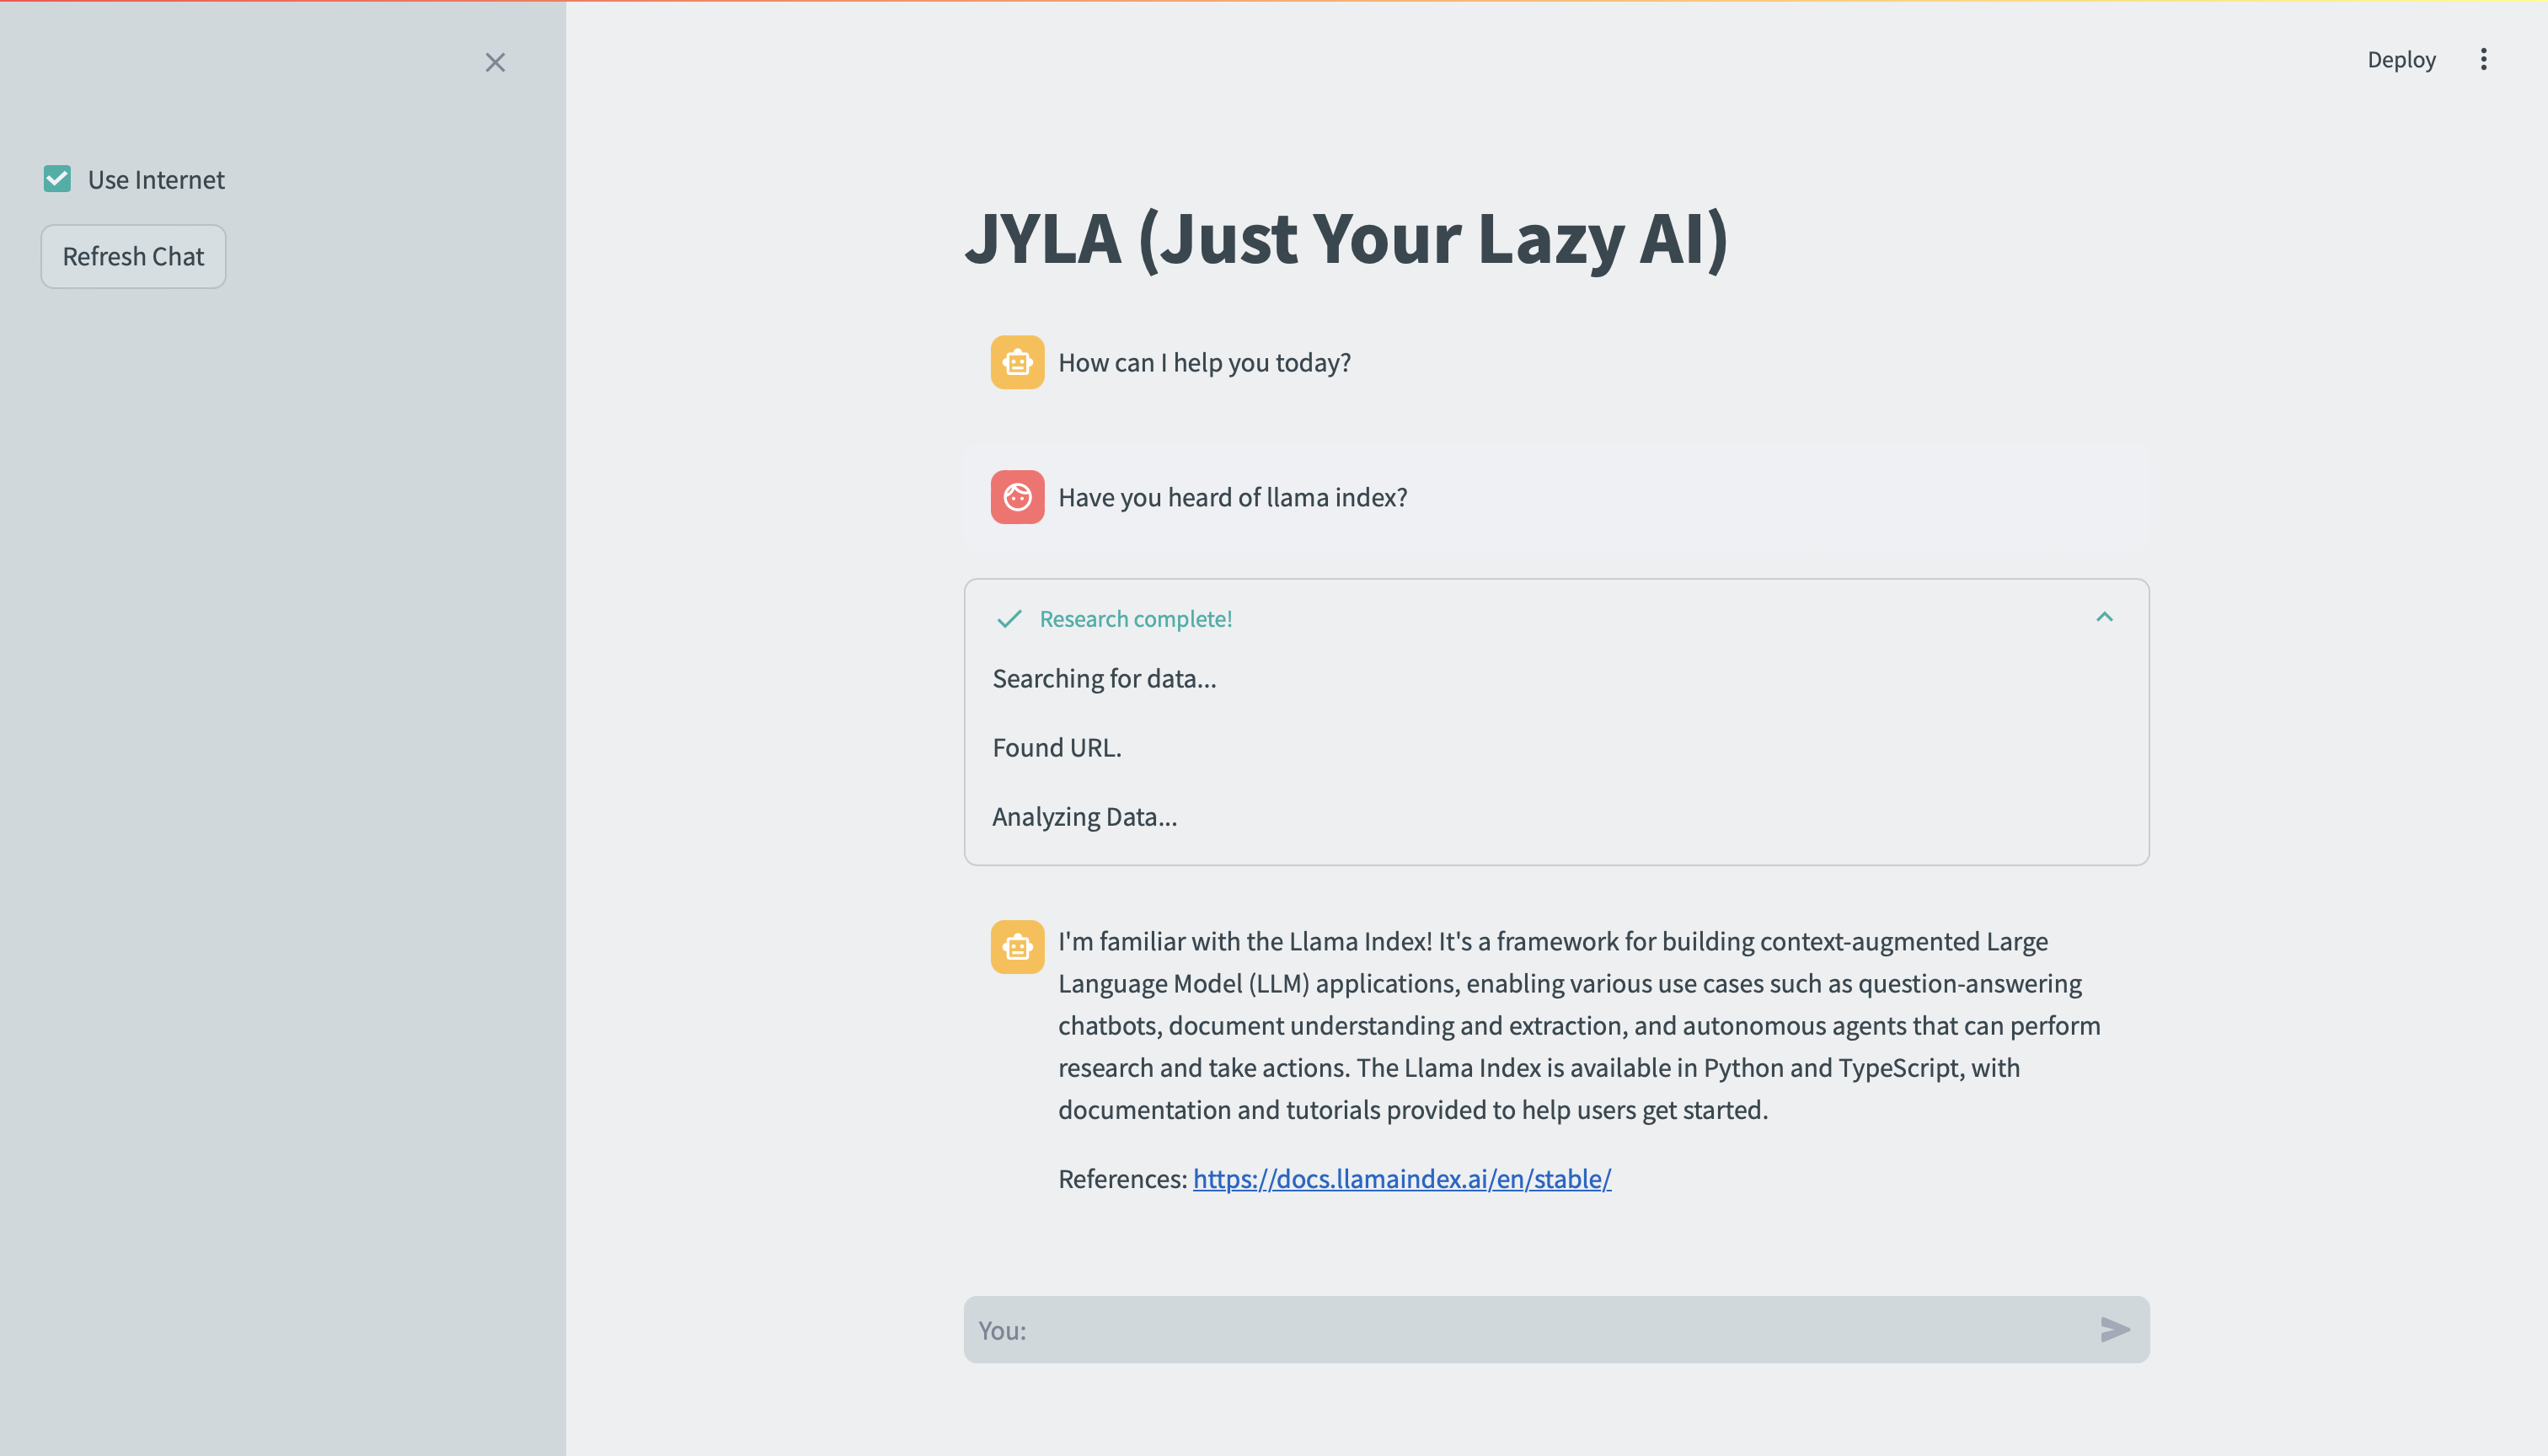 Deploy
Use Internet
Refresh Chat
JYLA (Just Your Lazy AI)
How can I help you today?
Have you heard of llama index?
Research complete!
Searching for data...
Found URL.
Analyzing Data...
I'm familiar with the Llama Index! It's a framework for building context-augmented Large
Language Model (LLM) applications, enabling various use cases such as question-answering
chatbots, document understanding and extraction, and autonomous agents that can perform
research and take actions. The Llama Index is available in Python and TypeScript, with
documentation and tutorials provided to help users get started.
References: https://docs.llamaindex.ai/en/stable/
You: